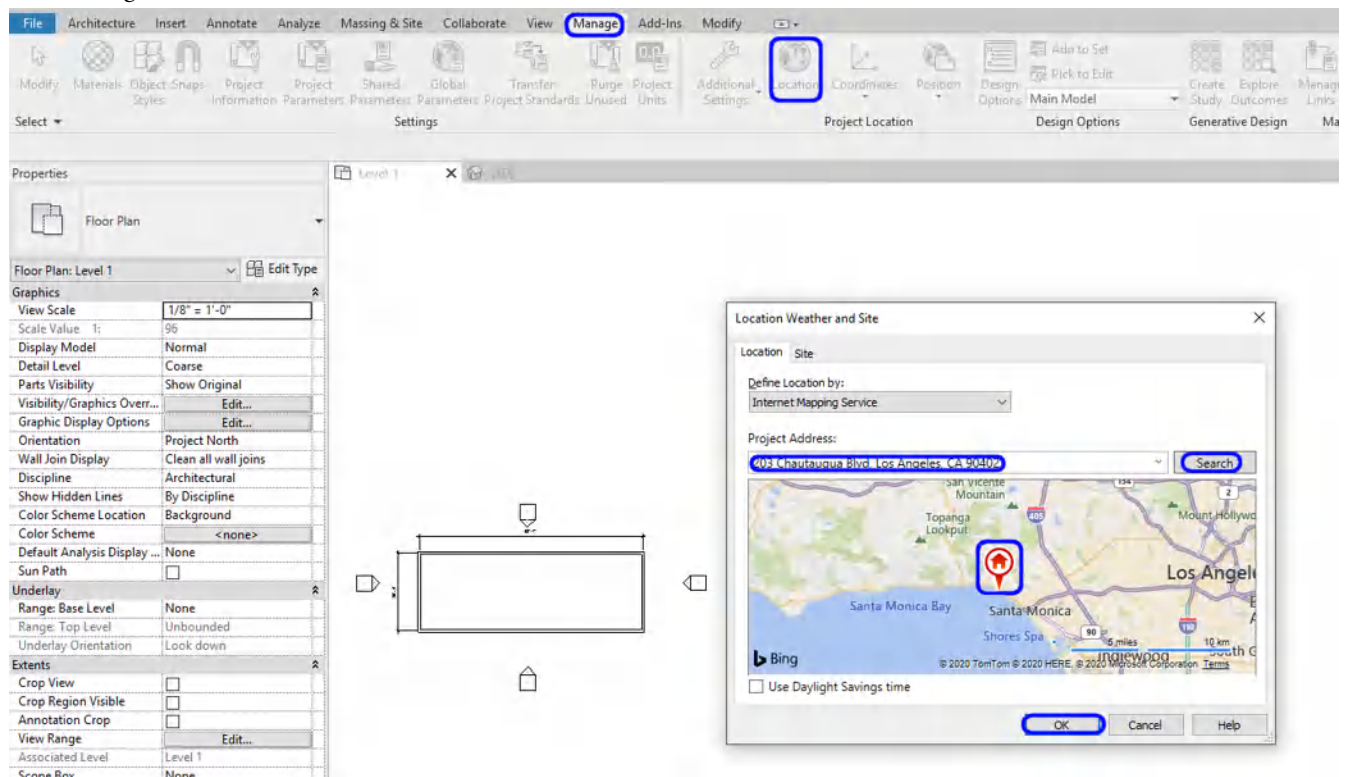 File Architecture Insert Annotate Analyze Massing & Site Collaborate View Manage Add-Ins Modify
Add to Set
Pick to Edit
Modify Materials Object Snaps Project Project Shared Global Transfer Purge Project Additional Location Coordinates Position Design Main Model Create Explore Manage
Styles Information Parameters Parameters Parameters Project Standards Unused Units Settings Options Study Outcomes Links
Select Settings Project Location Design Options Generative Design Ma
Properties
Level 1
Floor Plan
Floor Plan: Level 1 Edit Type
Graphics
View Scale 1/8" = 1'-0"
Scale Value 1: 96
Display Model Normal
Detail Level Coarse
Parts Visibility Show Original
Visibility/Graphics Overr... Edit...
Graphic Display Options Edit...
Orientation Project North
Wall Join Display Clean all wall joins
Discipline Architectural
Show Hidden Lines By Discipline
Color Scheme Location Background
Color Scheme <none>
Default Analysis Display ... None
Sun Path
Underlay
Range: Base Level None
Range: Top Level Unbounded
Underlay Orientation Look down
Extents
Crop View
Crop Region Visible
Annotation Crop
View Range Edit...
Associated Level Level 1
Scope Box None
Location Weather and Site
Location Site
Define Location by:
Internet Mapping Service
Project Address:
203 Chautauqua Blvd. Los Angeles, CA 90402 Search
San Vicente
Mountain
134
2
Topanga
Lookout
405
Mount Hollywo
Los Angele
Santa Monica Bay
Santa Monica
Shores Spa
90
110
5 miles 10 km
Inglewood South G
Bing
© 2020 TomTom © 2020 HERE, © 2020 Microsoft Corporation Terms
Use Daylight Savings time
OK Cancel Help